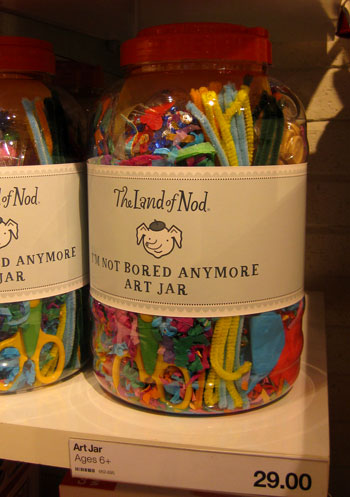 The Land of Nod.
I'M NOT BORED ANYMORE
ART JAR
nd of Nod.
D ANYMORE
JAR
Art Jar
Ages 6+
29.00